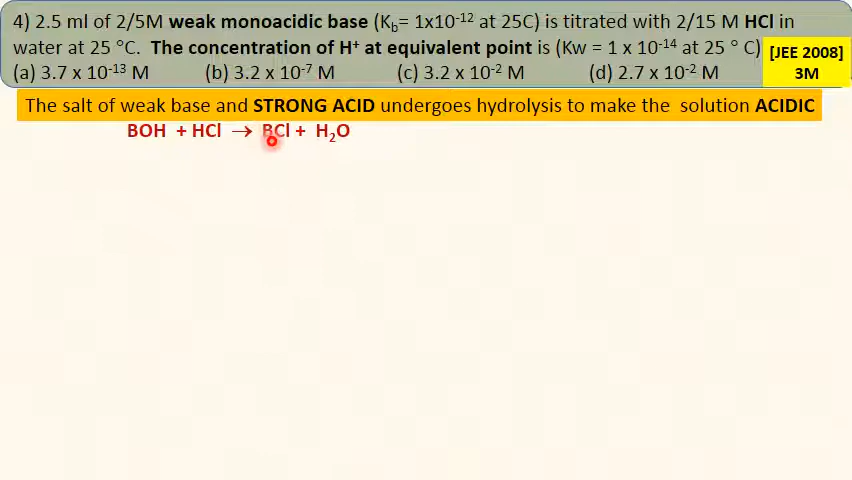 4) 2.5 ml of 2/5M weak monoacidic base (Kb= 1x10-12 at 25C) is titrated with 2/15 M HCl in
water at 25 °C. The concentration of H+ at equivalent point is (Kw = 1 x 10-14 at 25 ° C)
[JEE 2008]
3M
(a) 3.7 x 10-13 M (b) 3.2 x 10-7 M (c) 3.2 x 10-2 M (d) 2.7 x 10-2 M
The salt of weak base and STRONG ACID undergoes hydrolysis to make the solution ACIDIC
BOH + HCl → BCl + H2O